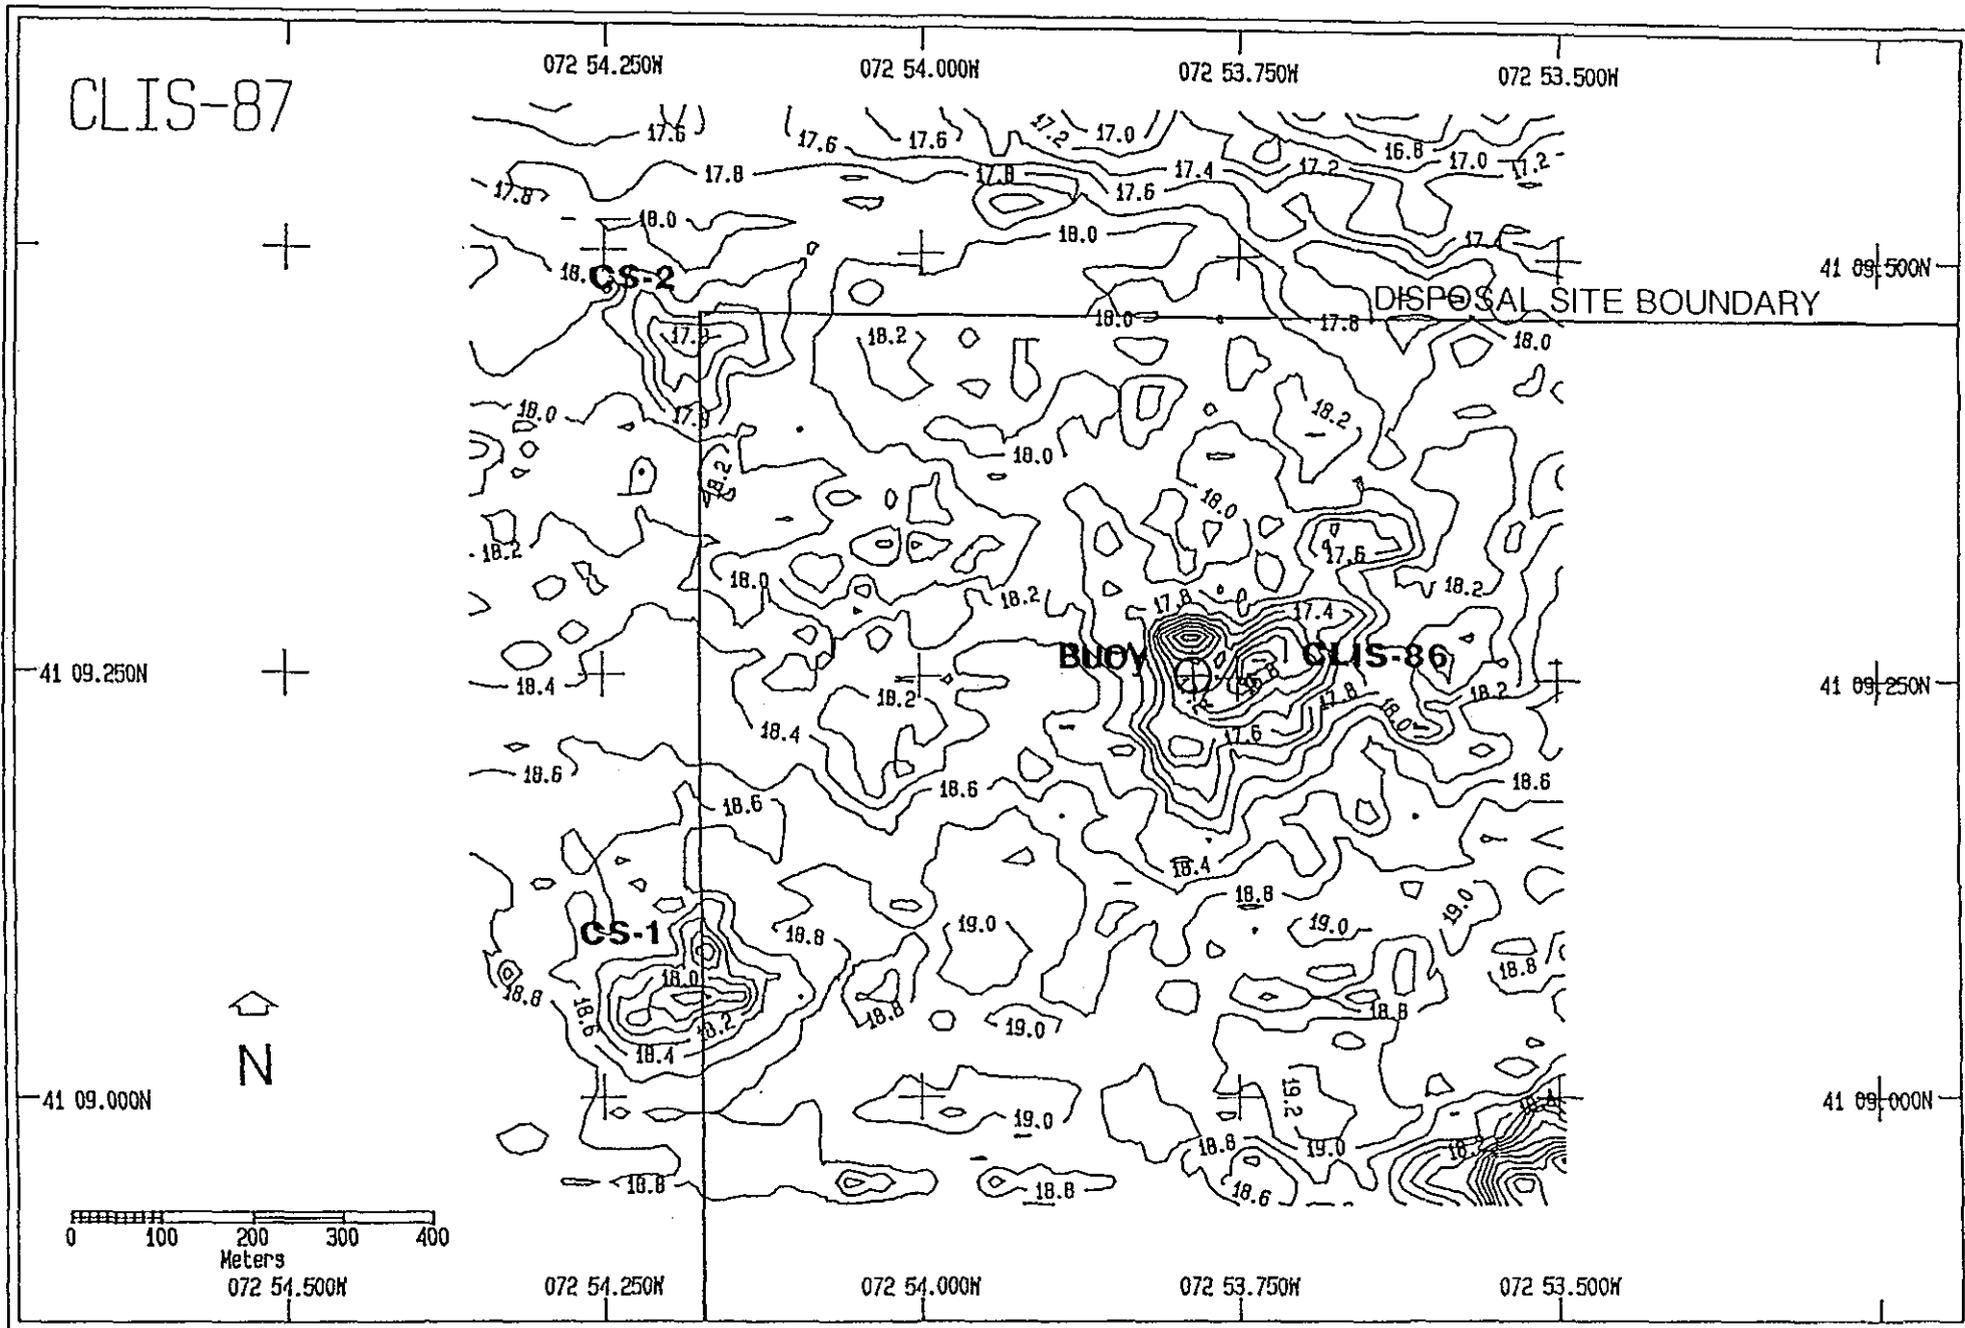 072 54.250W 072 54.000W 072 53.750W 072 53.500W
CLIS-87
17.6 17.6 17.6 17.2 17.0 16.8 17.0 17.2
17.8 17.8 17.8 17.6 17.4 17.2
18.0 18.0
CS-2
41 09.500N
DISPOSAL SITE BOUNDARY
18.2 18.0 17.8 18.0
18.0 18.0 18.2
18.2 18.0
18.2 17.6
18.0 18.2 18.2
17.8 17.4
BUOY CLIS-86
41 09.250N 41 09.250N
18.4 18.2 17.8 18.2
18.4 17.6 18.0
18.6 18.6 18.6
18.6
18.4
18.8 19.0
CS-1 18.8 19.0 19.0
18.0 18.8
18.8 18.6 18.2 18.8 18.8
18.4 19.0
N
41 09.000N 41 09.000N
19.2
19.0 18.8 19.0
18.8 18.8 18.6
0 100 200 300 400
Meters
072 54.500W 072 54.250W 072 54.000W 072 53.750W 072 53.500W